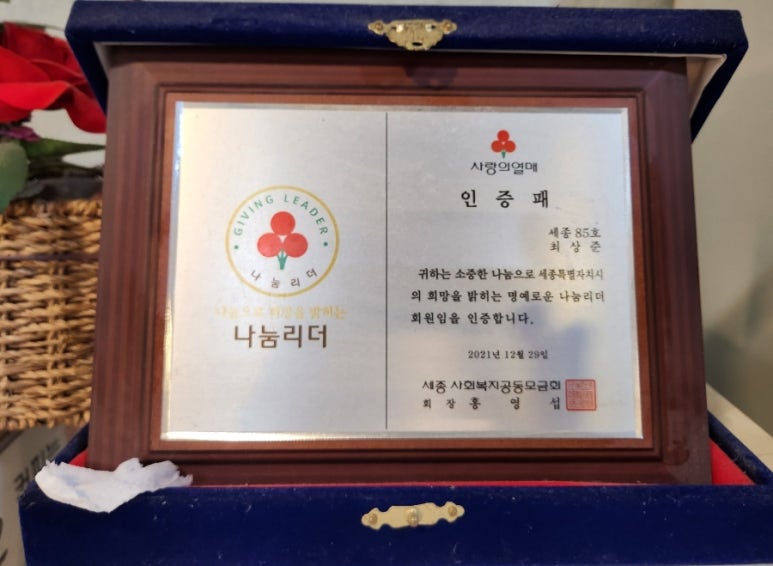 GIVING LEADER
나눔리더
나눔으로 희망을 밝히는
나눔리더
사랑의열매
인증패
세종 85호
최상준
귀하는 소중한 나눔으로 세종특별자치시
의 희망을 밝히는 명예로운 나눔리더
회원임을 인증합니다.
2021년 12월 29일
세종 사회복지공동모금회
회장 홍영섭